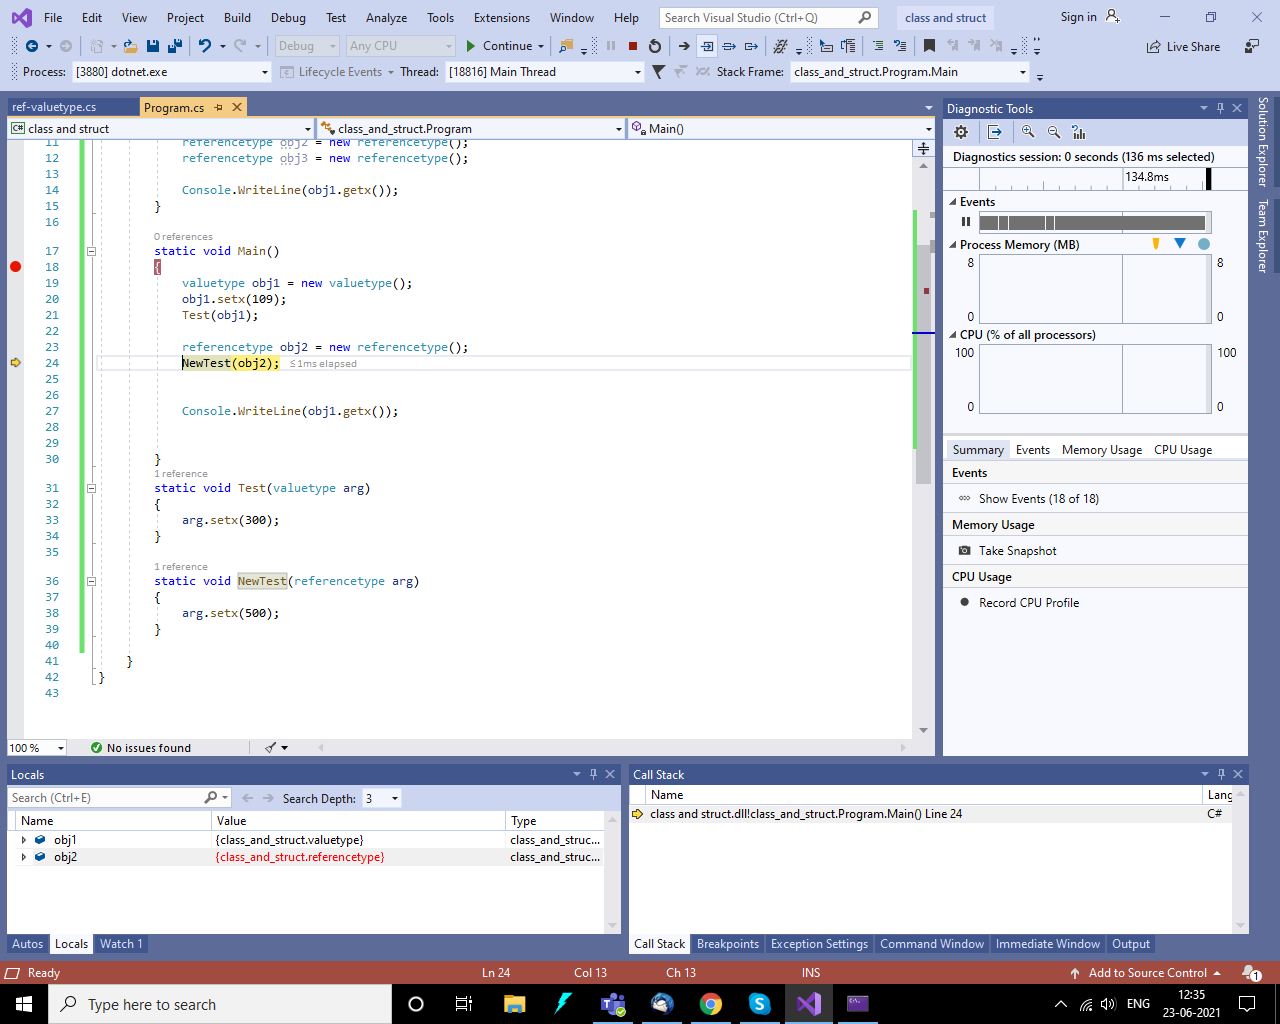 File Edit View Project Build Debug Test Analyze Tools Extensions Window Help Search Visual Studio (Ctrl+Q) class and struct Sign in
Debug Any CPU Continue Live Share
Process: [3880] dotnet.exe Lifecycle Events Thread: [18816] Main Thread Stack Frame: class_and_struct.Program.Main
ref-valuetype.cs Program.cs
class and struct class_and_struct.Program Main()
11 referencetype obj2 = new referencetype();
12 referencetype obj3 = new referencetype();
13
14 Console.WriteLine(obj1.getx());
15 }
16
0 references
17 static void Main()
18 {
19 valuetype obj1 = new valuetype();
20 obj1.setx(109);
21 Test(obj1);
22
23 referencetype obj2 = new referencetype();
24 NewTest(obj2); ≤1ms elapsed
25
26
27 Console.WriteLine(obj1.getx());
28
29
30 }
1 reference
31 static void Test(valuetype arg)
32 {
33 arg.setx(300);
34 }
35
1 reference
36 static void NewTest(referencetype arg)
37 {
38 arg.setx(500);
39 }
40
41 }
42 }
43
100 % No issues found
Diagnostic Tools
Diagnostics session: 0 seconds (136 ms selected)
134.8ms
Events
Process Memory (MB)
8 8
0 0
CPU (% of all processors)
100 100
0 0
Summary Events Memory Usage CPU Usage
Events
Show Events (18 of 18)
Memory Usage
Take Snapshot
CPU Usage
Record CPU Profile
Solution Explorer
Team Explorer
Locals
Search (Ctrl+E) Search Depth: 3
Name Value Type
obj1 {class_and_struct.valuetype} class_and_struc...
obj2 {class_and_struct.referencetype} class_and_struc...
Autos Locals Watch 1
Call Stack
Name Lang
class and struct.dll!class_and_struct.Program.Main() Line 24 C#
Call Stack Breakpoints Exception Settings Command Window Immediate Window Output
Ready Ln 24 Col 13 Ch 13 INS Add to Source Control 1
Type here to search ENG 12:35
23-06-2021